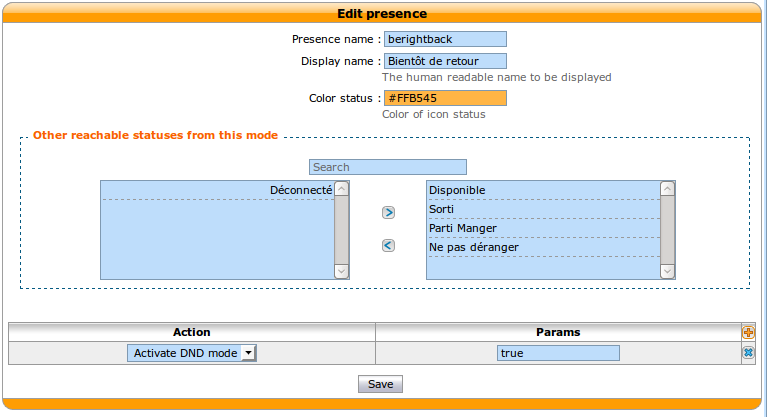 Edit presence
Presence name : berightback
Display name : Bientôt de retour
The human readable name to be displayed
Color status : #FFB545
Color of icon status
Other reachable statuses from this mode
Search
Déconnecté
Disponible
Sorti
Parti Manger
Ne pas déranger
Action Params
Activate DND mode true
Save